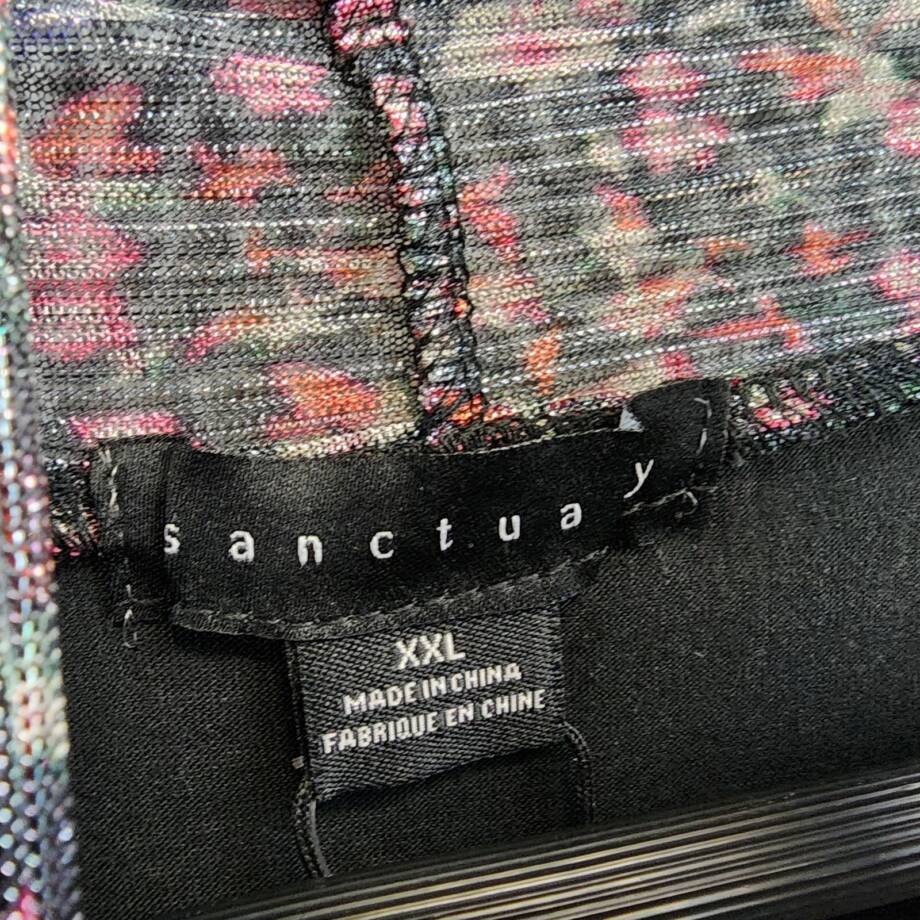 sanctuay
XXL
MADE IN CHINA
FABRIQUE EN CHINE